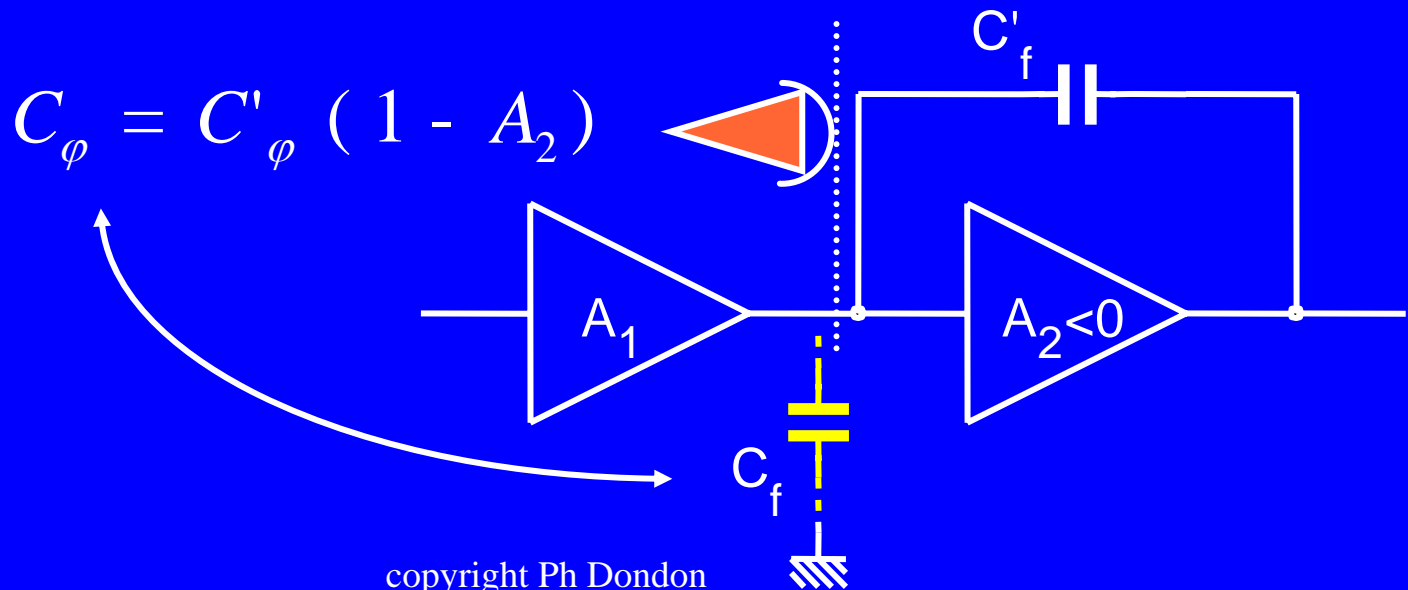 C'f
Cφ = C'φ ( 1 - A2 )
A1
A2<0
Cf
copyright Ph Dondon